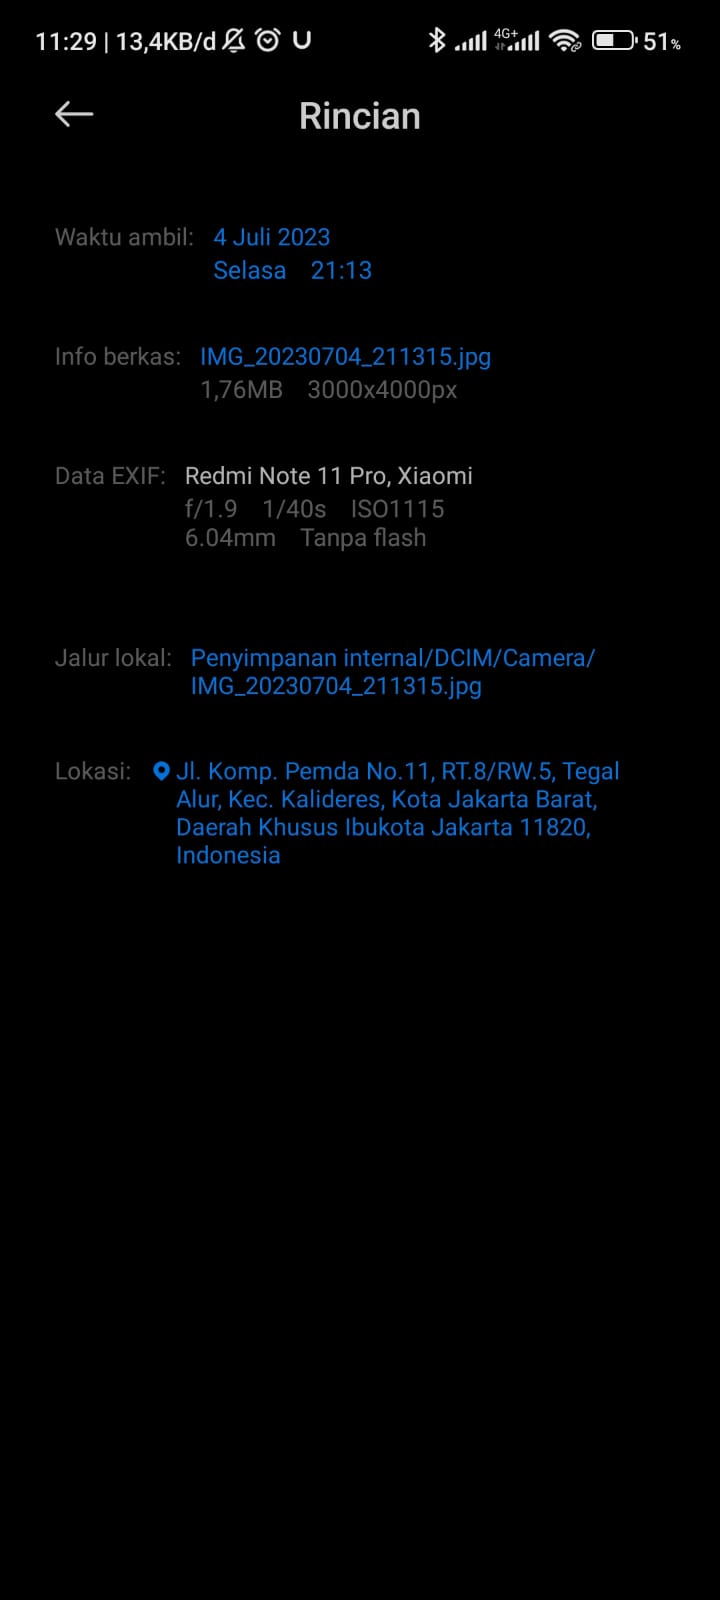 11:29 | 13,4KB/d 4G+ 51%
Rincian
Waktu ambil: 4 Juli 2023
Selasa 21:13
Info berkas: IMG_20230704_211315.jpg
1,76MB 3000x4000px
Data EXIF: Redmi Note 11 Pro, Xiaomi
f/1.9 1/40s ISO1115
6.04mm Tanpa flash
Jalur lokal: Penyimpanan internal/DCIM/Camera/
IMG_20230704_211315.jpg
Lokasi: Jl. Komp. Pemda No.11, RT.8/RW.5, Tegal
Alur, Kec. Kalideres, Kota Jakarta Barat,
Daerah Khusus Ibukota Jakarta 11820,
Indonesia